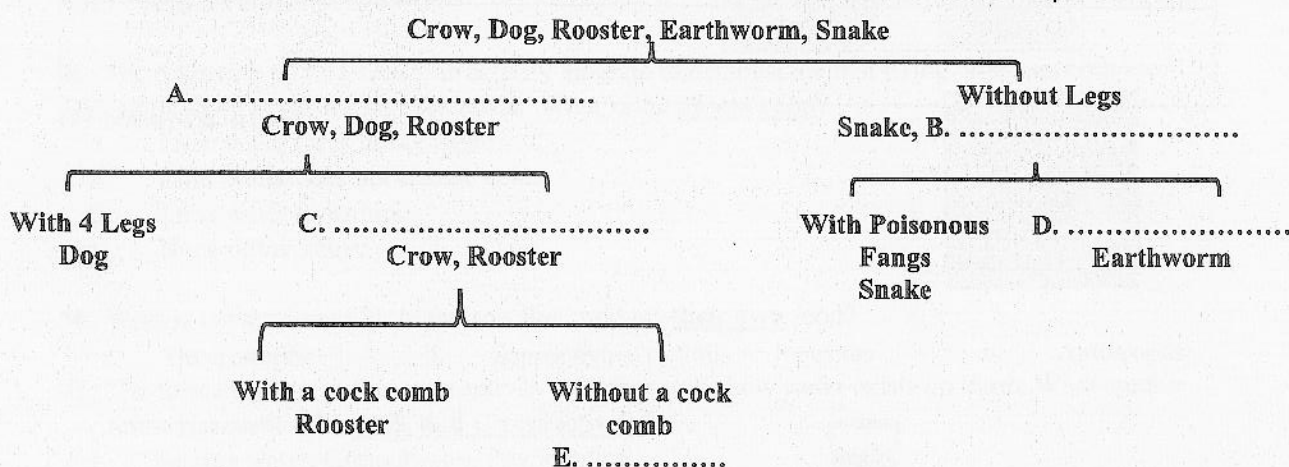 Crow, Dog, Rooster, Earthworm, Snake
A. ..........................................
Without Legs
Crow, Dog, Rooster
Snake, B. ..............................
With 4 Legs
Dog
C. ..................................
Crow, Rooster
With Poisonous
Fangs
Snake
D. ........................
Earthworm
With a cock comb
Rooster
Without a cock
comb
E. ...............